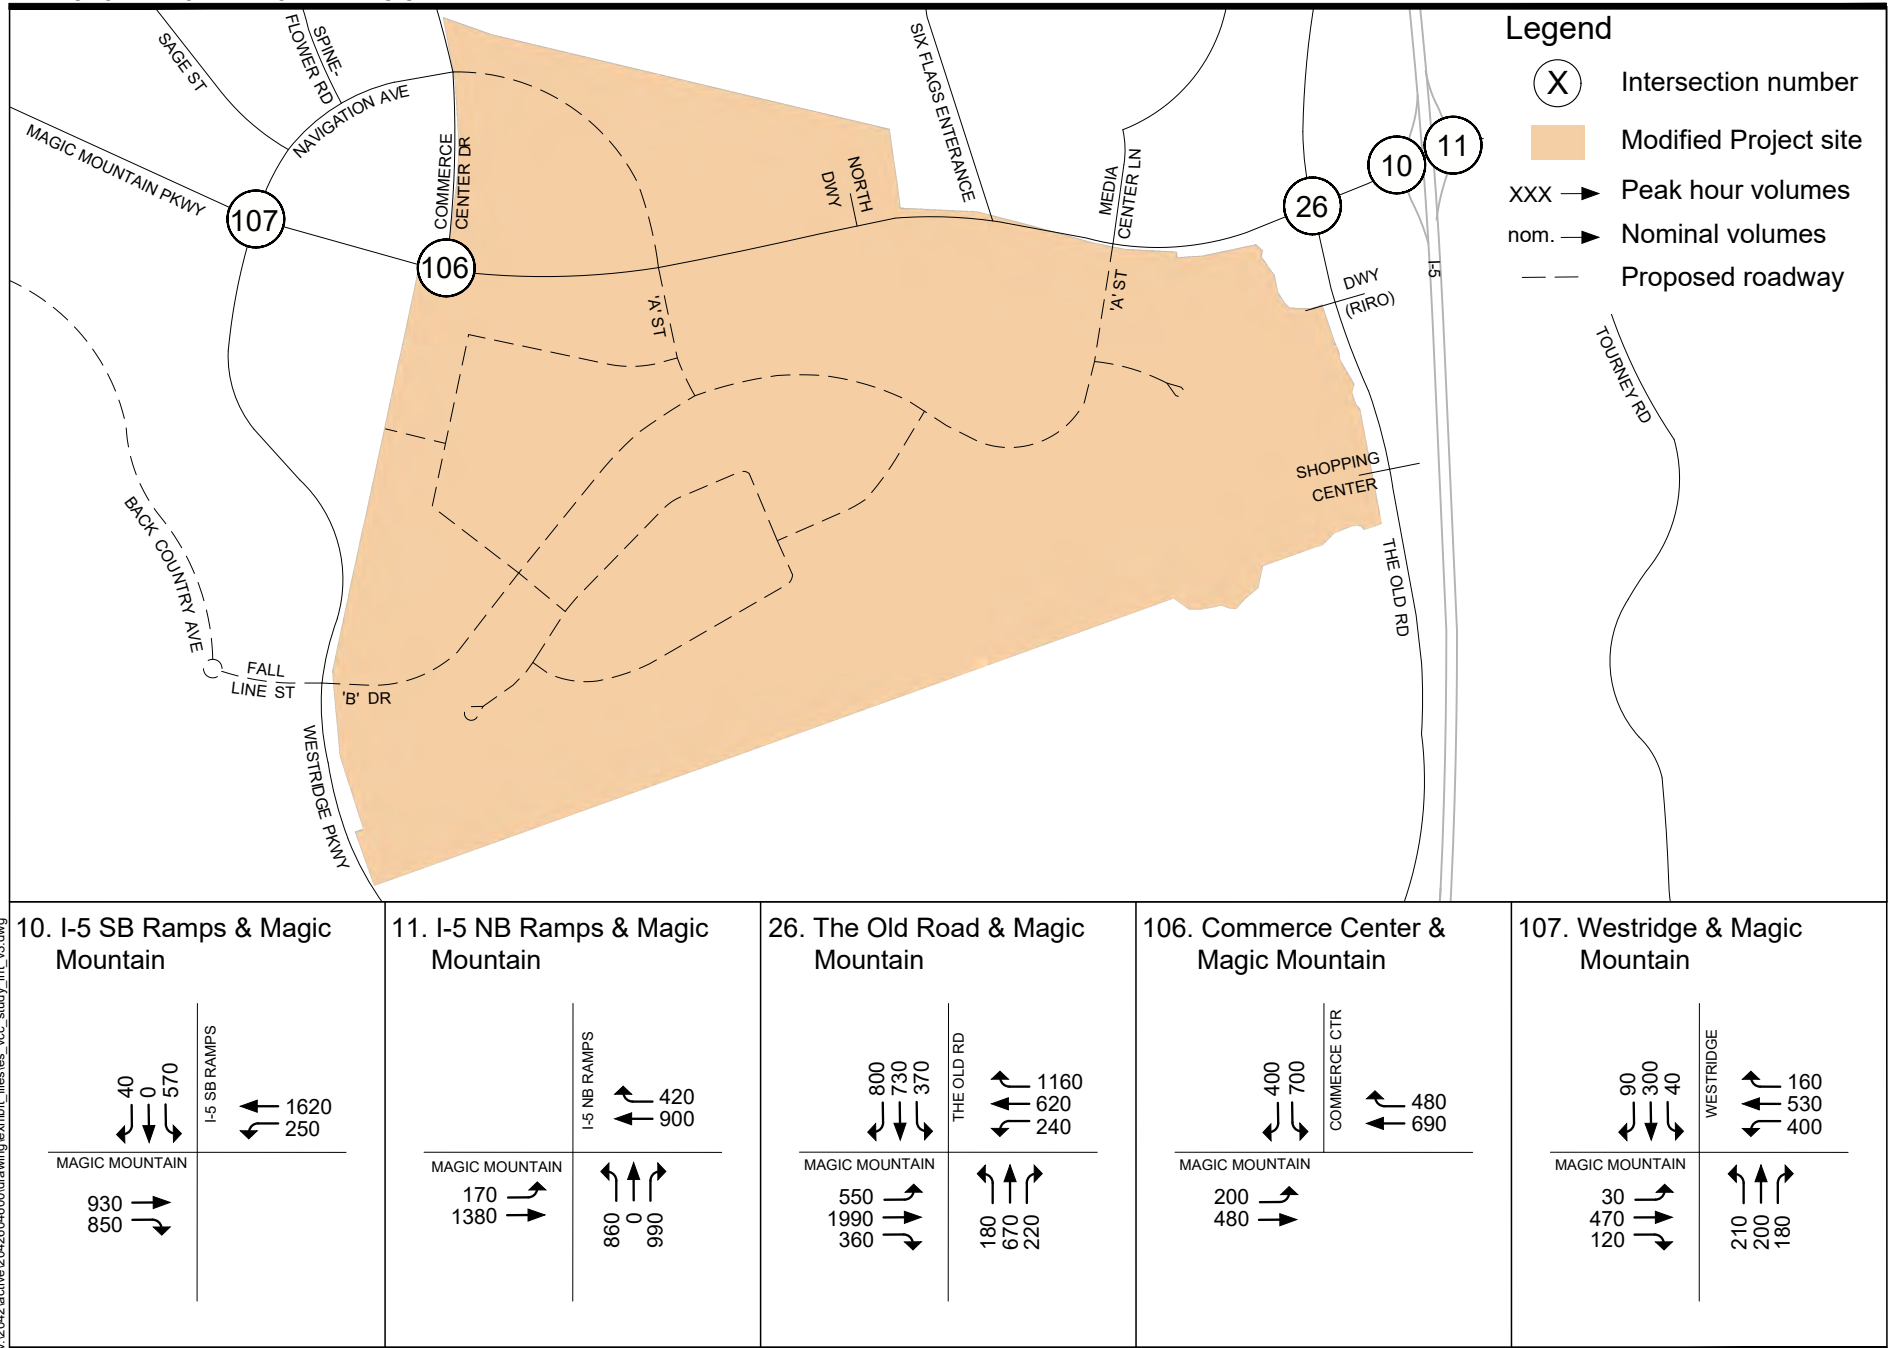 SAGE ST
SPINE-
FLOWER RD
NAVIGATION AVE
MAGIC MOUNTAIN PKWY
COMMERCE
CENTER DR
NORTH
DWY
SIX FLAGS ENTERANCE
MEDIA
CENTER LN
107
106
26
10
11
I-5
'A' ST
'A' ST
DWY
(RIRO)
SHOPPING
CENTER
THE OLD RD
TOURNEY RD
BACK COUNTRY AVE
FALL
LINE ST
'B' DR
WESTRIDGE PKWY
Legend
X Intersection number
Modified Project site
XXX Peak hour volumes
nom. Nominal volumes
Proposed roadway
10. I-5 SB Ramps & Magic
Mountain
40 0 570
I-5 SB RAMPS
1620
250
MAGIC MOUNTAIN
930
850
11. I-5 NB Ramps & Magic
Mountain
I-5 NB RAMPS
420
900
MAGIC MOUNTAIN
170
1380
860 0 990
26. The Old Road & Magic
Mountain
800 730 370
THE OLD RD
1160
620
240
MAGIC MOUNTAIN
550
1990
360
180 670 220
106. Commerce Center &
Magic Mountain
400 700
COMMERCE CTR
480
690
MAGIC MOUNTAIN
200
480
107. Westridge & Magic
Mountain
90 300 40
WESTRIDGE
160
530
400
MAGIC MOUNTAIN
30
470
120
210 200 180